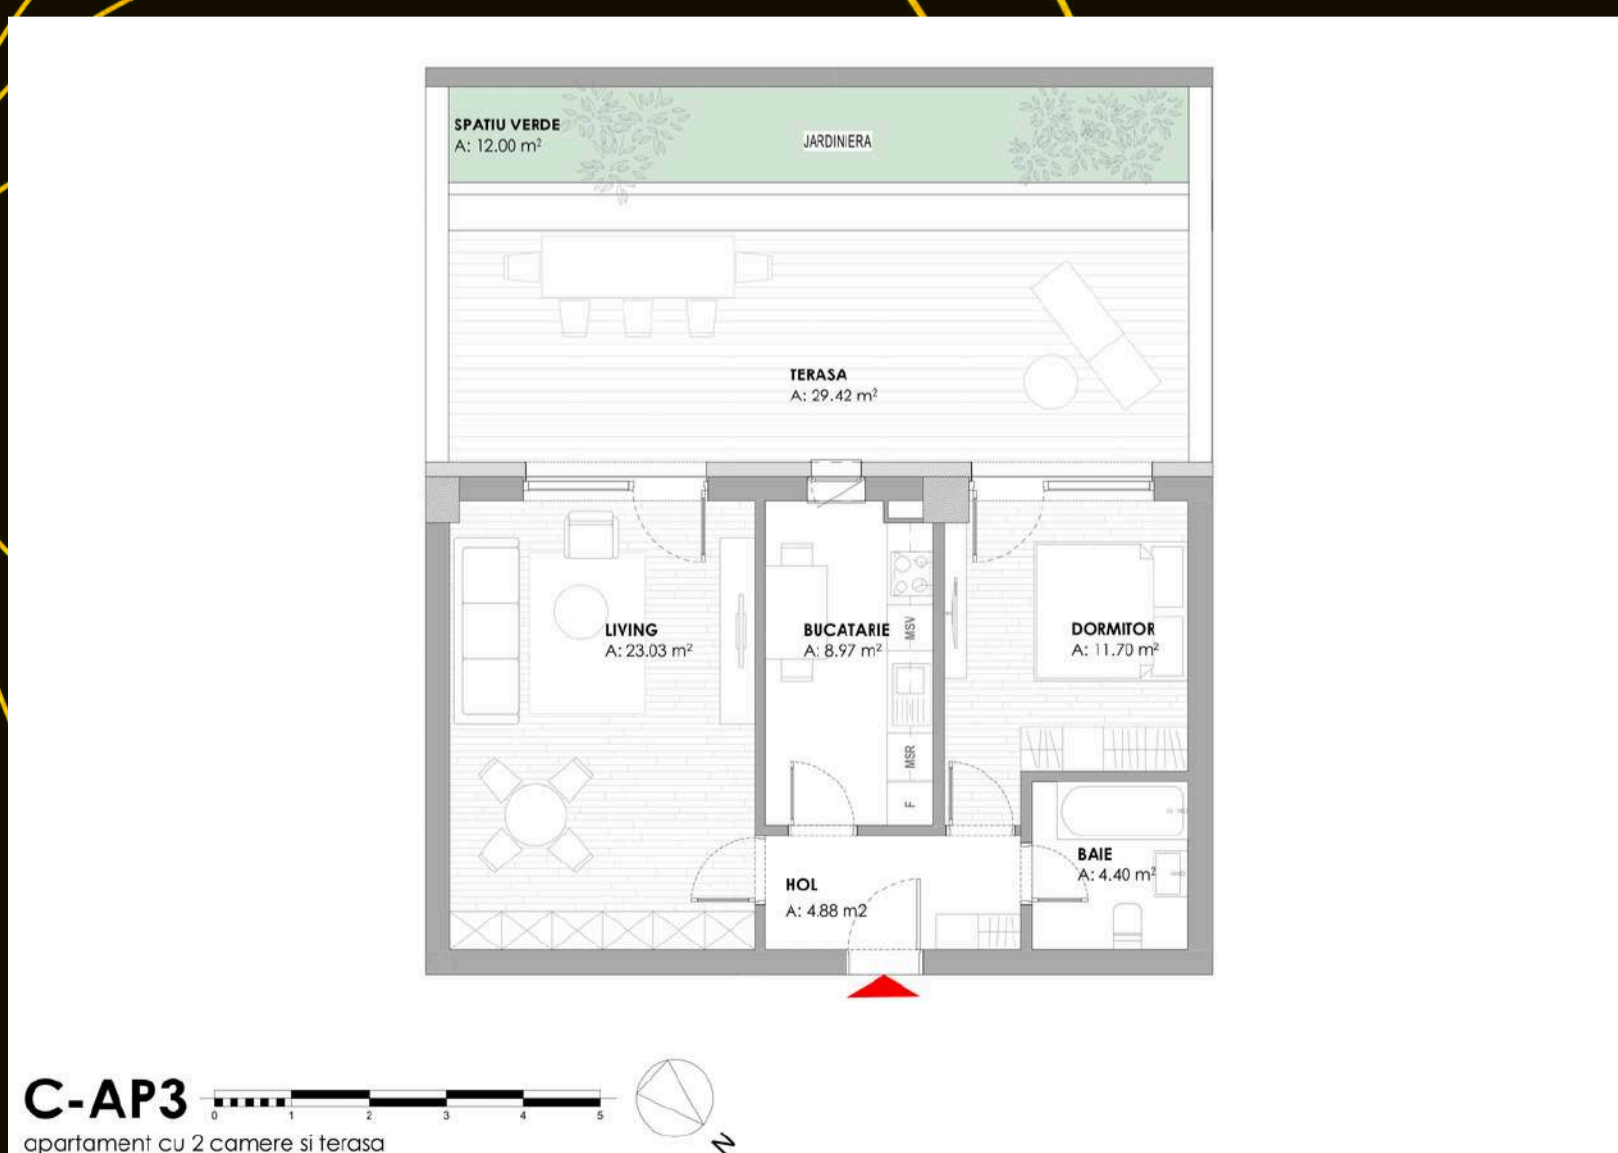 SPATIU VERDE
A: 12.00 m²
JARDINIERA
TERASA
A: 29.42 m²
LIVING
A: 23.03 m²
BUCATARIE
A: 8.97 m²
MSV
MSR
F
DORMITOR
A: 11.70 m²
BAIE
A: 4.40 m²
HOL
A: 4.88 m2
C-AP3
0 1 2 3 4 5
N
apartament cu 2 camere si terasa